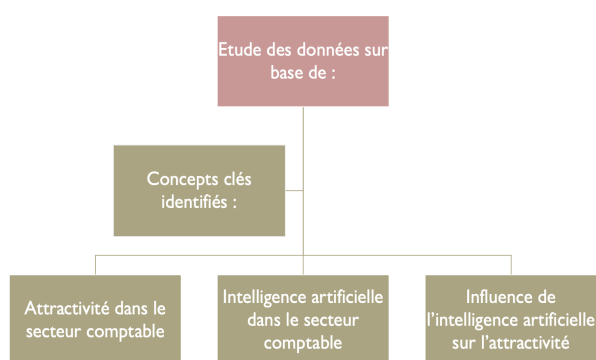 Etude des données sur
base de :
Concepts clés
identifiés :
Attractivité dans le
secteur comptable
Intelligence artificielle
dans le secteur
comptable
Influence de
l'intelligence artificielle
sur l'attractivité